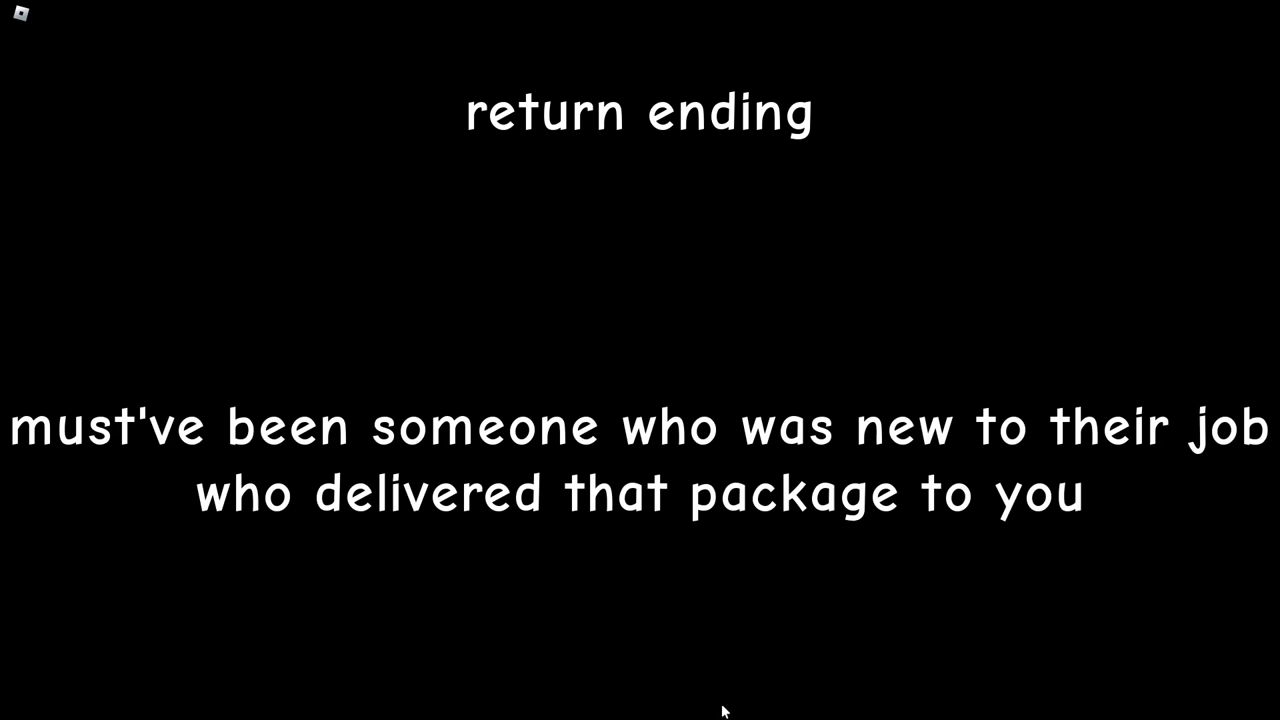 return ending
must've been someone who was new to their job
who delivered that package to you